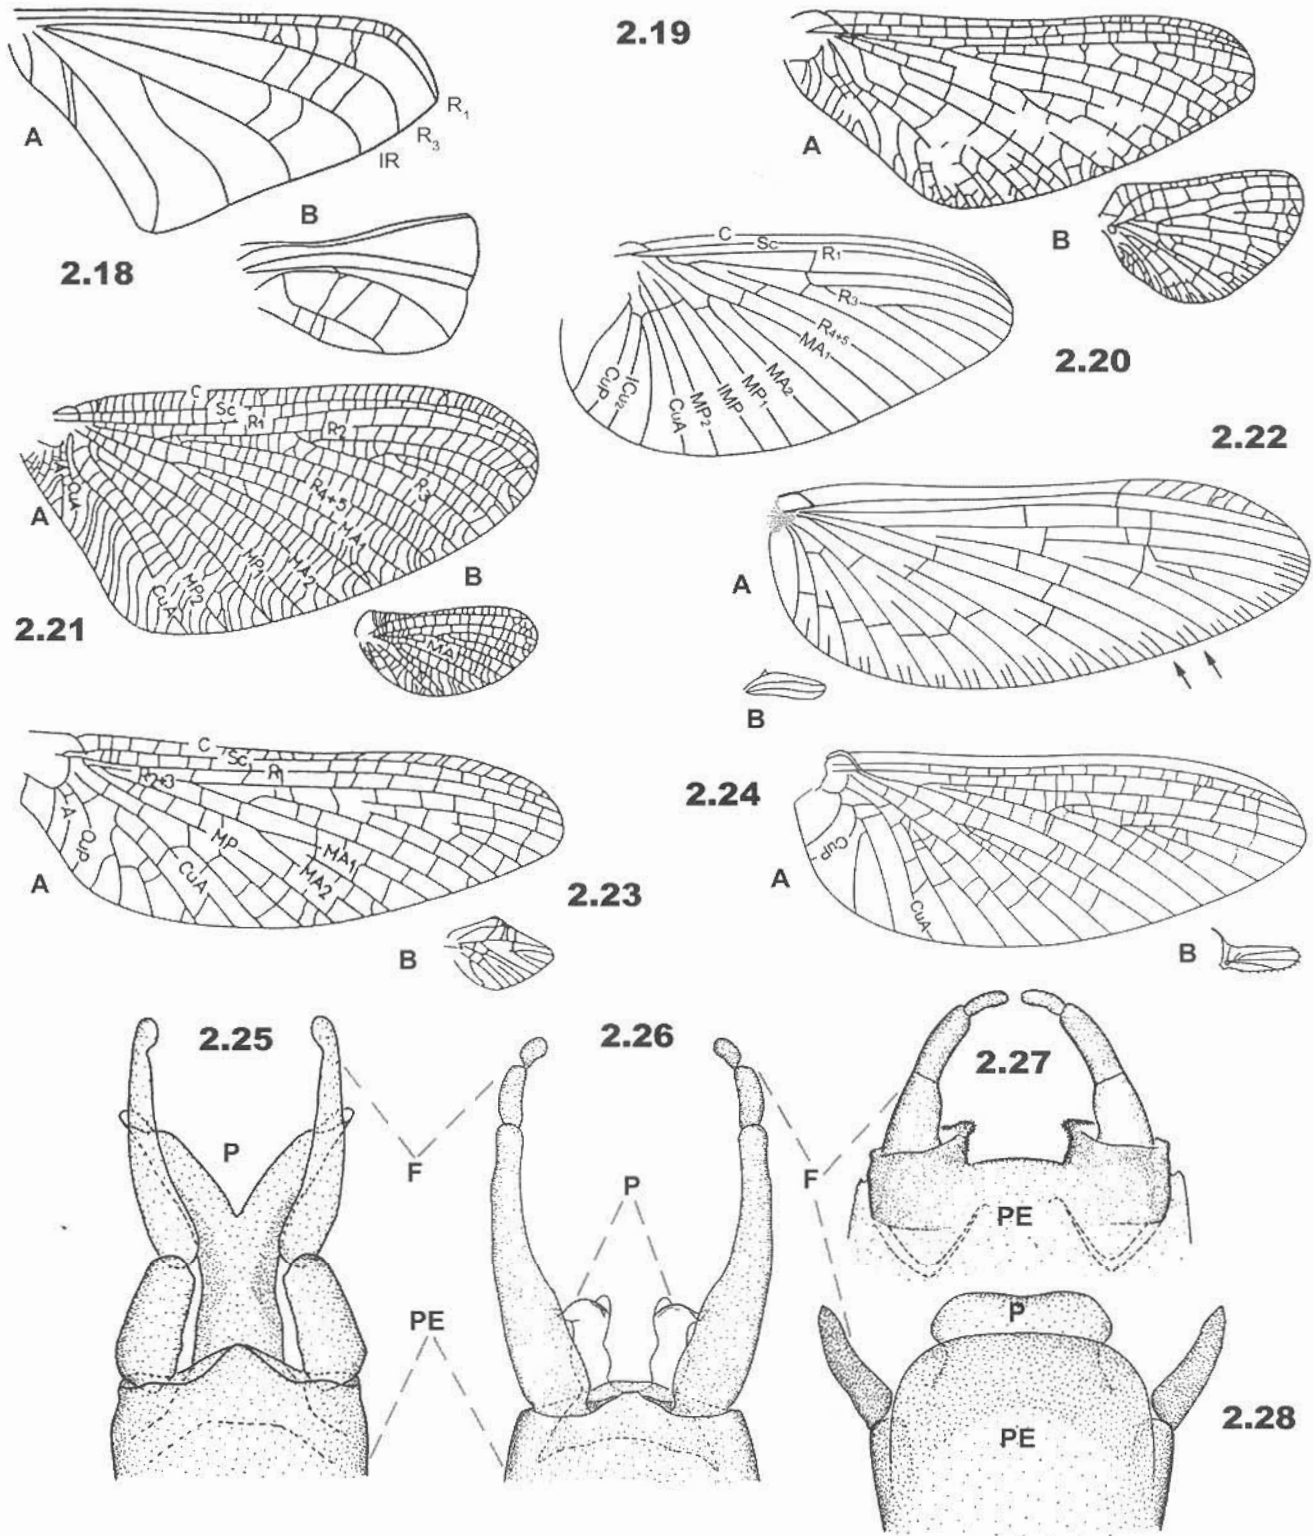 2.18
A
R1
R3
IR
B
2.19
A
B
2.20
C
Sc
R1
R3
R4+5
MA1
MA2
MP1
IMP
MP2
CuA
ICu2
CuP
2.21
A
C
Sc
R1
R2
R3
R4+5
MA1
MA2
MP1
MP2
CuA
CuA
A
B
MA
2.22
A
B
2.23
A
C
Sc
R1
R2+3
MA1
MA2
MP
CuA
CuP
A
B
2.24
A
CuP
CuA
B
2.25
P
F
PE
2.26
P
F
2.27
PE
2.28
P
PE